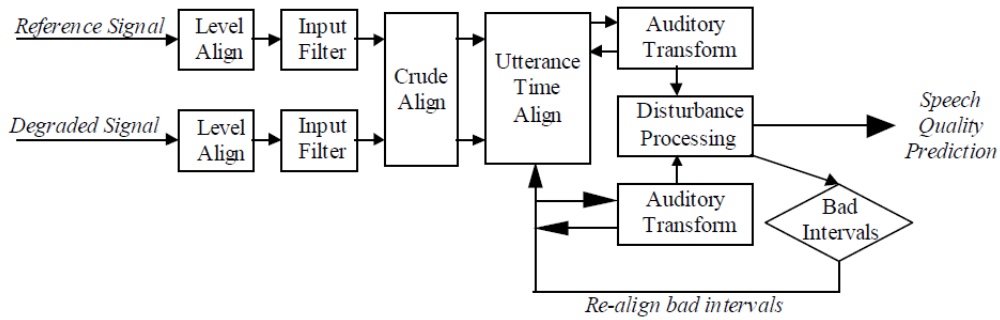 Reference Signal
Level
Align
Input
Filter
Crude
Align
Utterance
Time
Align
Auditory
Transform
Degraded Signal
Level
Align
Input
Filter
Disturbance
Processing
Speech
Quality
Prediction
Auditory
Transform
Bad
Intervals
Re-align bad intervals